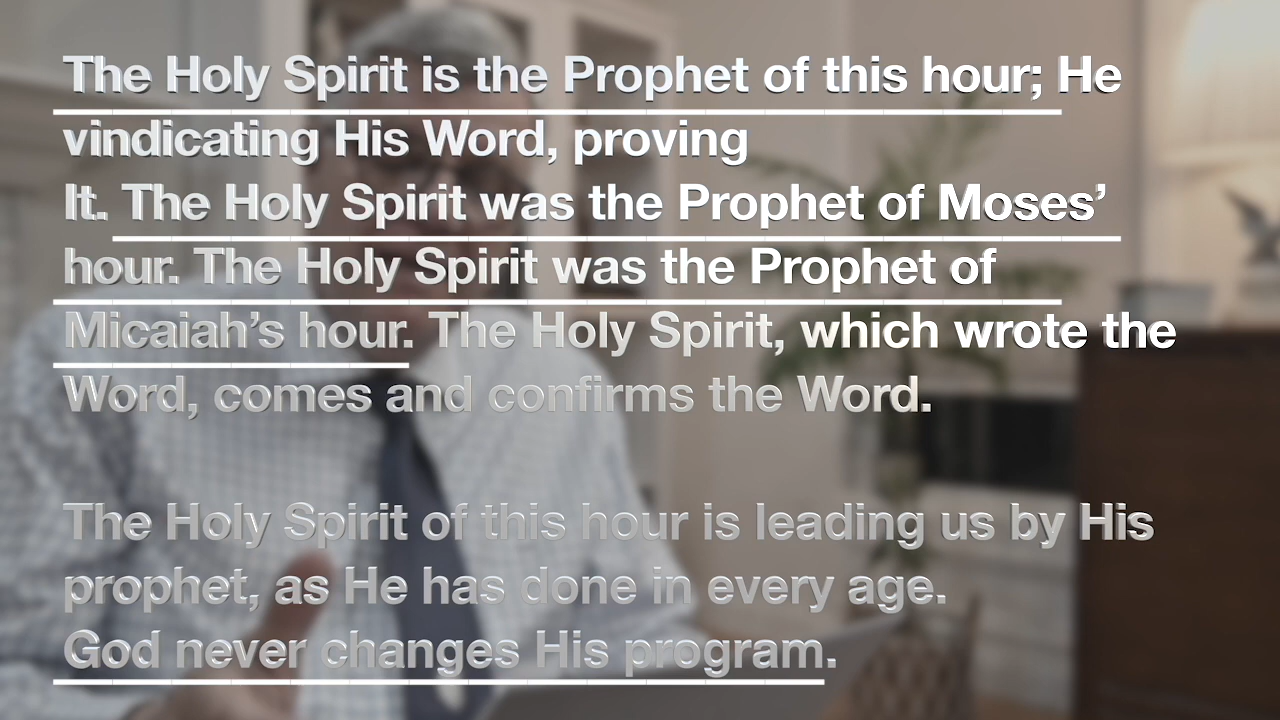 The Holy Spirit is the Prophet of this hour; He
vindicating His Word, proving
It. The Holy Spirit was the Prophet of Moses’
hour. The Holy Spirit was the Prophet of
Micaiah’s hour. The Holy Spirit, which wrote the
Word, comes and confirms the Word.
The Holy Spirit of this hour is leading us by His
prophet, as He has done in every age.
God never changes His program.